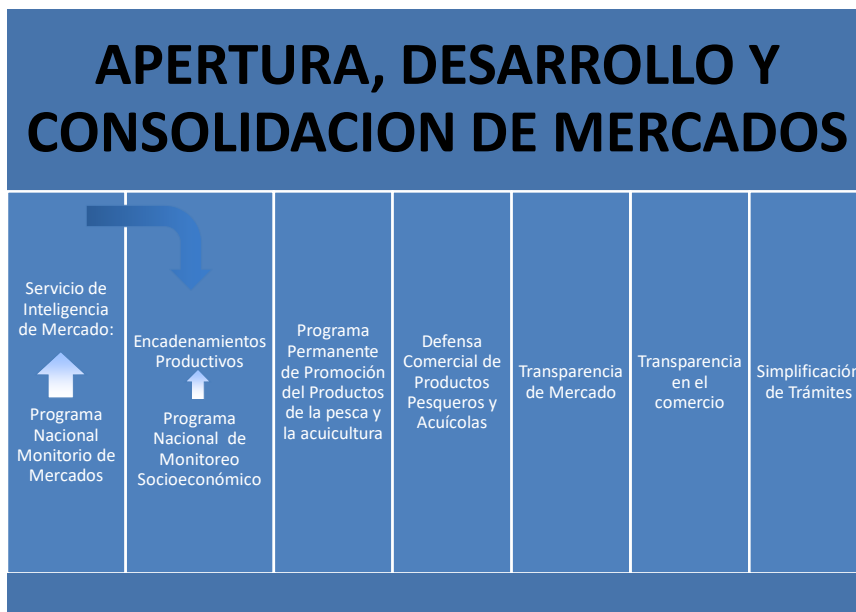 APERTURA, DESARROLLO Y
CONSOLIDACION DE MERCADOS
Servicio de
Inteligencia
de Mercado:
Programa
Nacional
Monitorio de
Mercados
Encadenamientos
Productivos
Programa
Nacional de
Monitoreo
Socioeconómico
Programa
Permanente
de Promoción
del Productos
de la pesca y
la acuicultura
Defensa
Comercial de
Productos
Pesqueros y
Acuícolas
Transparencia
de Mercado
Transparencia
en el
comercio
Simplificación
de Trámites